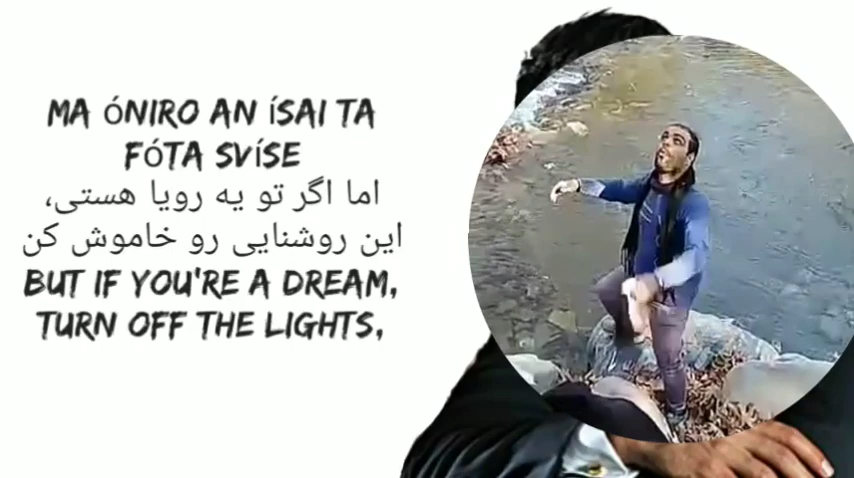 MA ÓNIRO AN ÍSAI TA
FÓTA SVÍSE
اما اگر تو یه رویا هستی،
این روشنایی رو خاموش کن
BUT IF YOU'RE A DREAM,
TURN OFF THE LIGHTS,